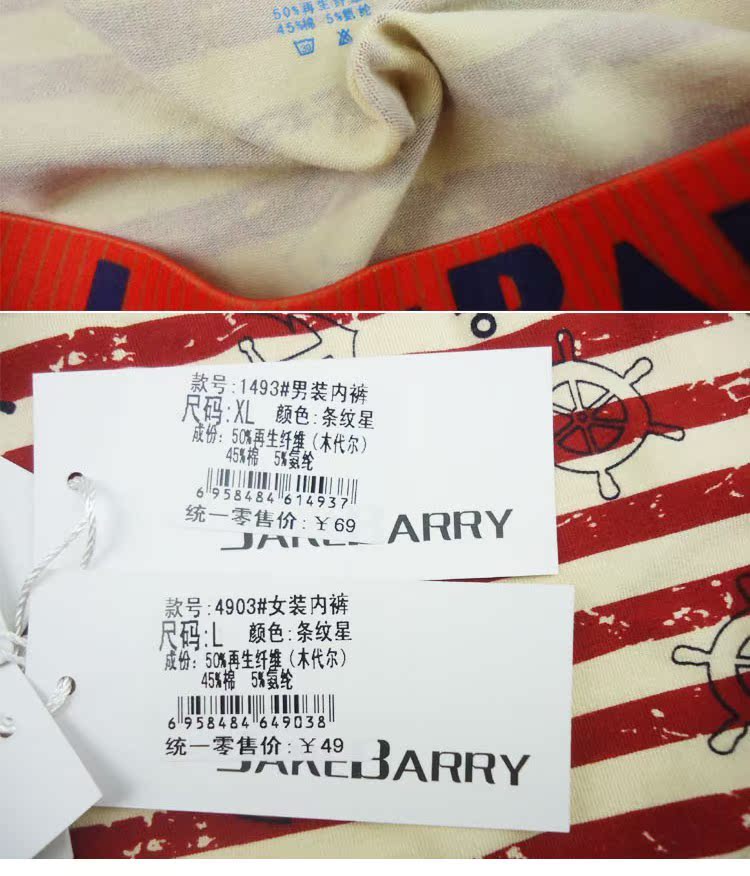 50%再生纤维
45%棉 5%氨纶
款号:1493#男装内裤
尺码:XL 颜色:条纹星
成份: 50%再生纤维(木代尔)
45%棉 5%氨纶
6 958484 614937
统一零售价:￥69
JAKEBARRY
款号:4903#女装内裤
尺码:L 颜色:条纹星
成份: 50%再生纤维(木代尔)
45%棉 5%氨纶
6 958484 649038
统一零售价:￥49
JAKEBARRY